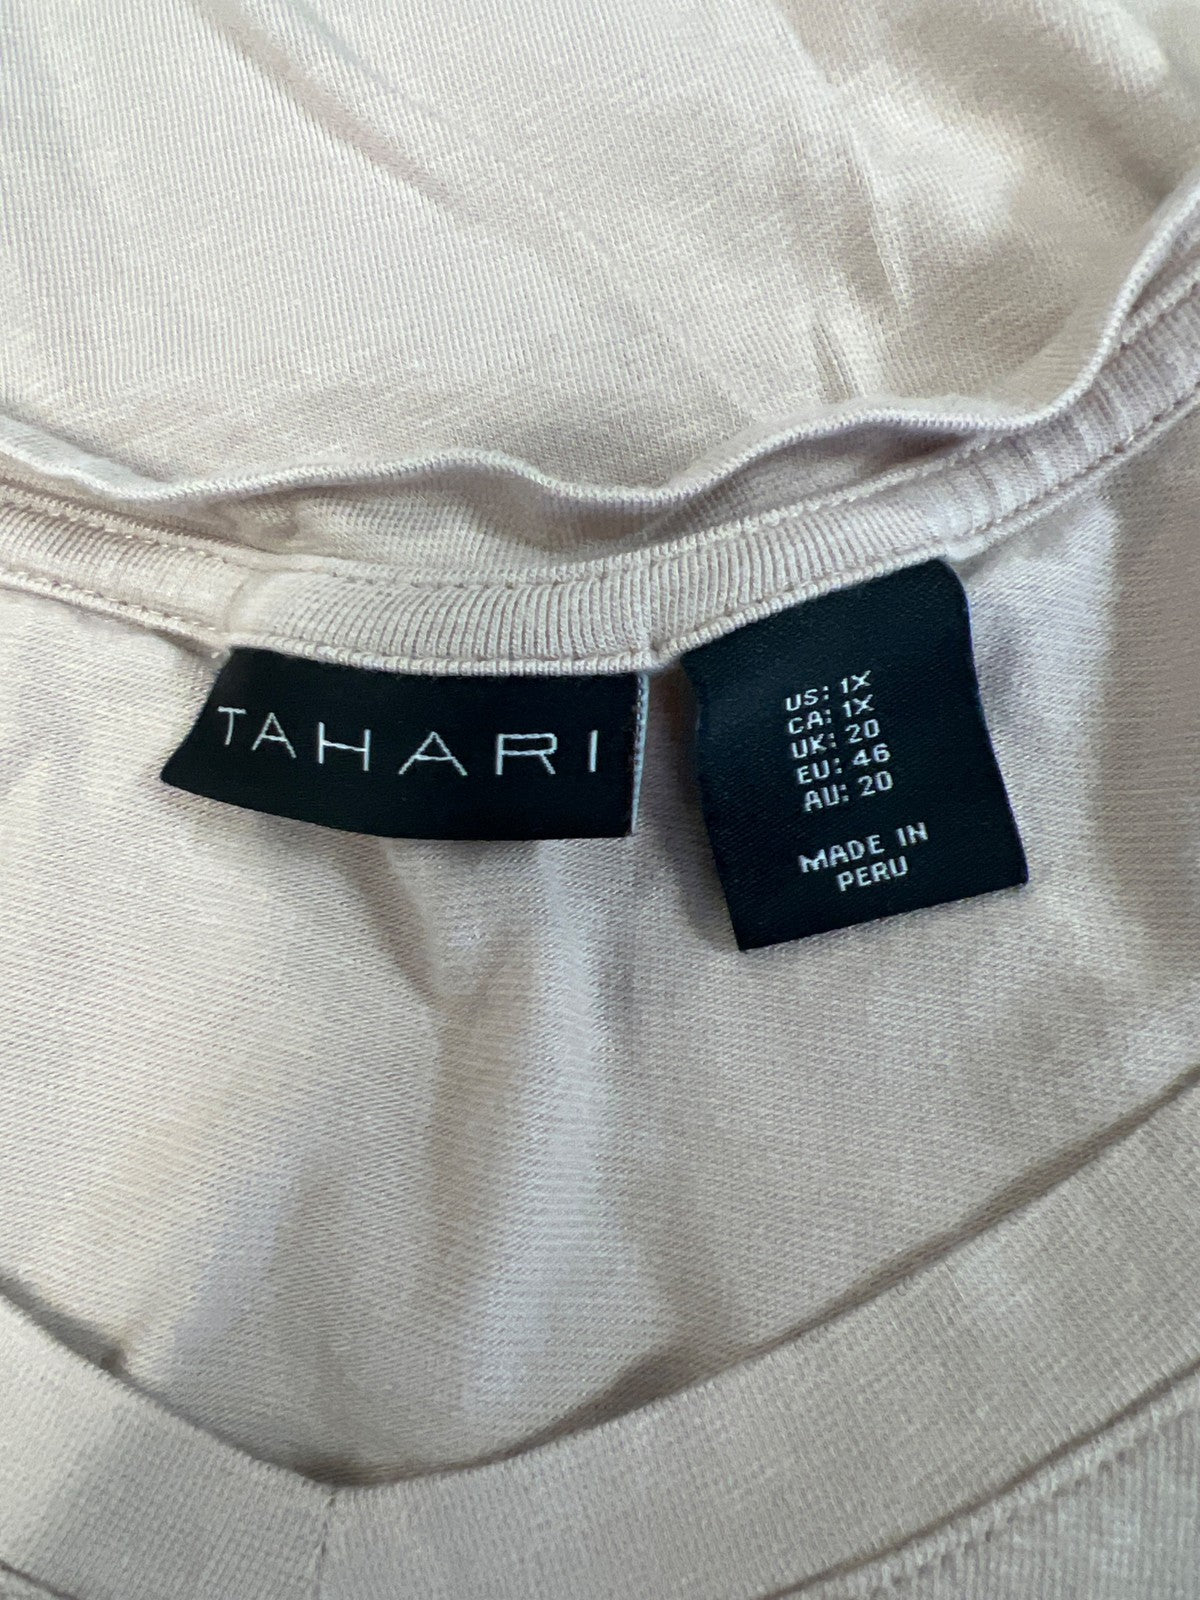 TAHARI
US: 1X
CA: 1X
UK: 20
EU: 46
AU: 20
MADE IN
PERU